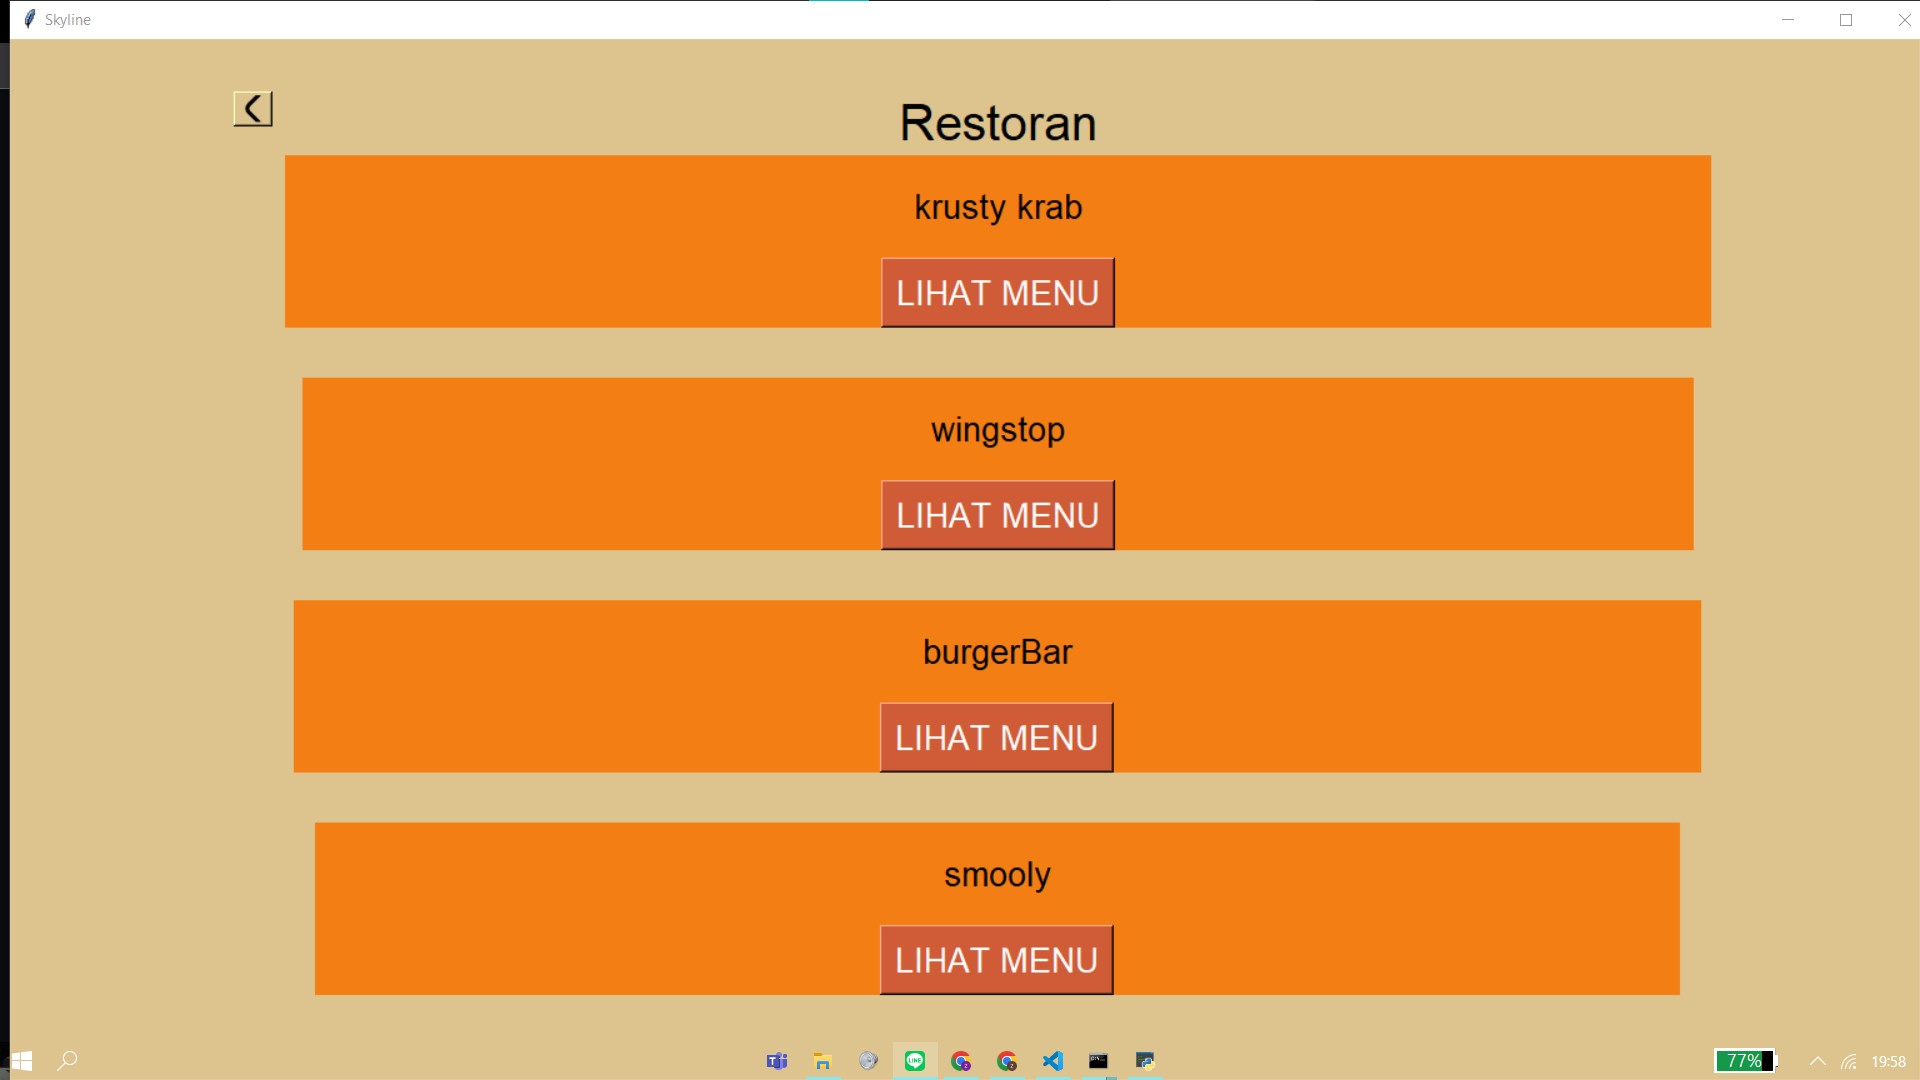 Skyline
Restoran
krusty krab
LIHAT MENU
wingstop
LIHAT MENU
burgerBar
LIHAT MENU
smooly
LIHAT MENU
77%
19:58